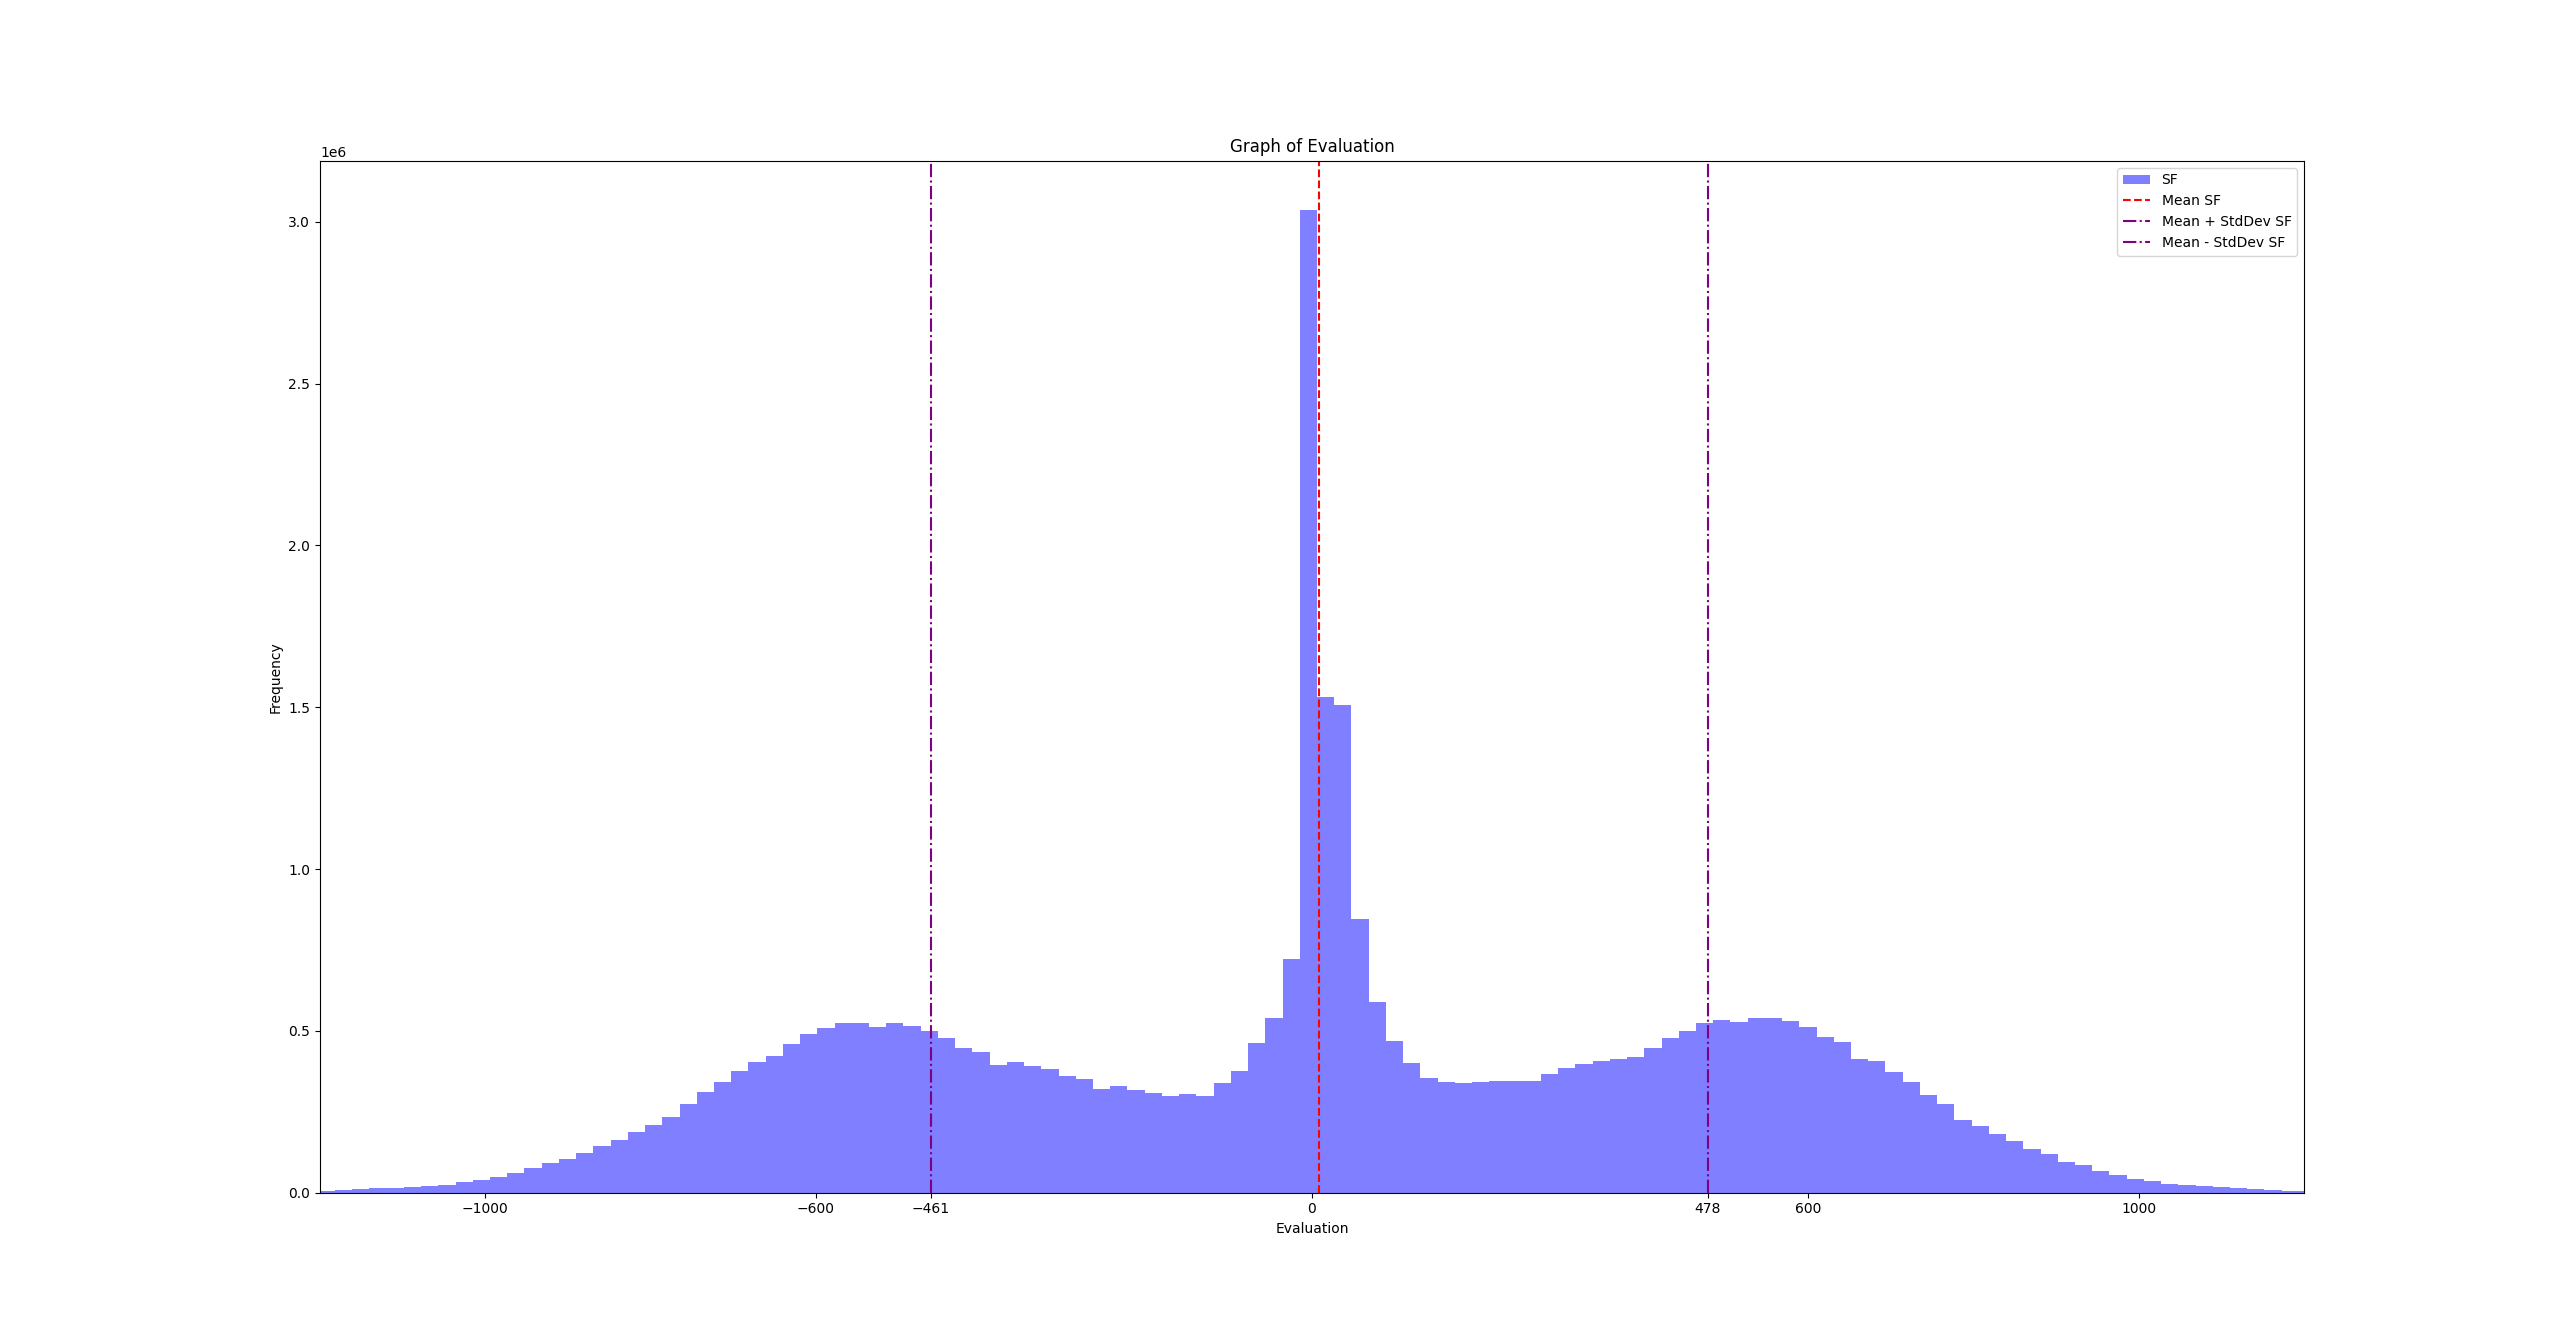 Graph of Evaluation
1e6
SF
Mean SF
Mean + StdDev SF
Mean - StdDev SF
3.0
2.5
2.0
1.5
1.0
0.5
0.0
Frequency
−1000 −600 −461 0 478 600 1000
Evaluation